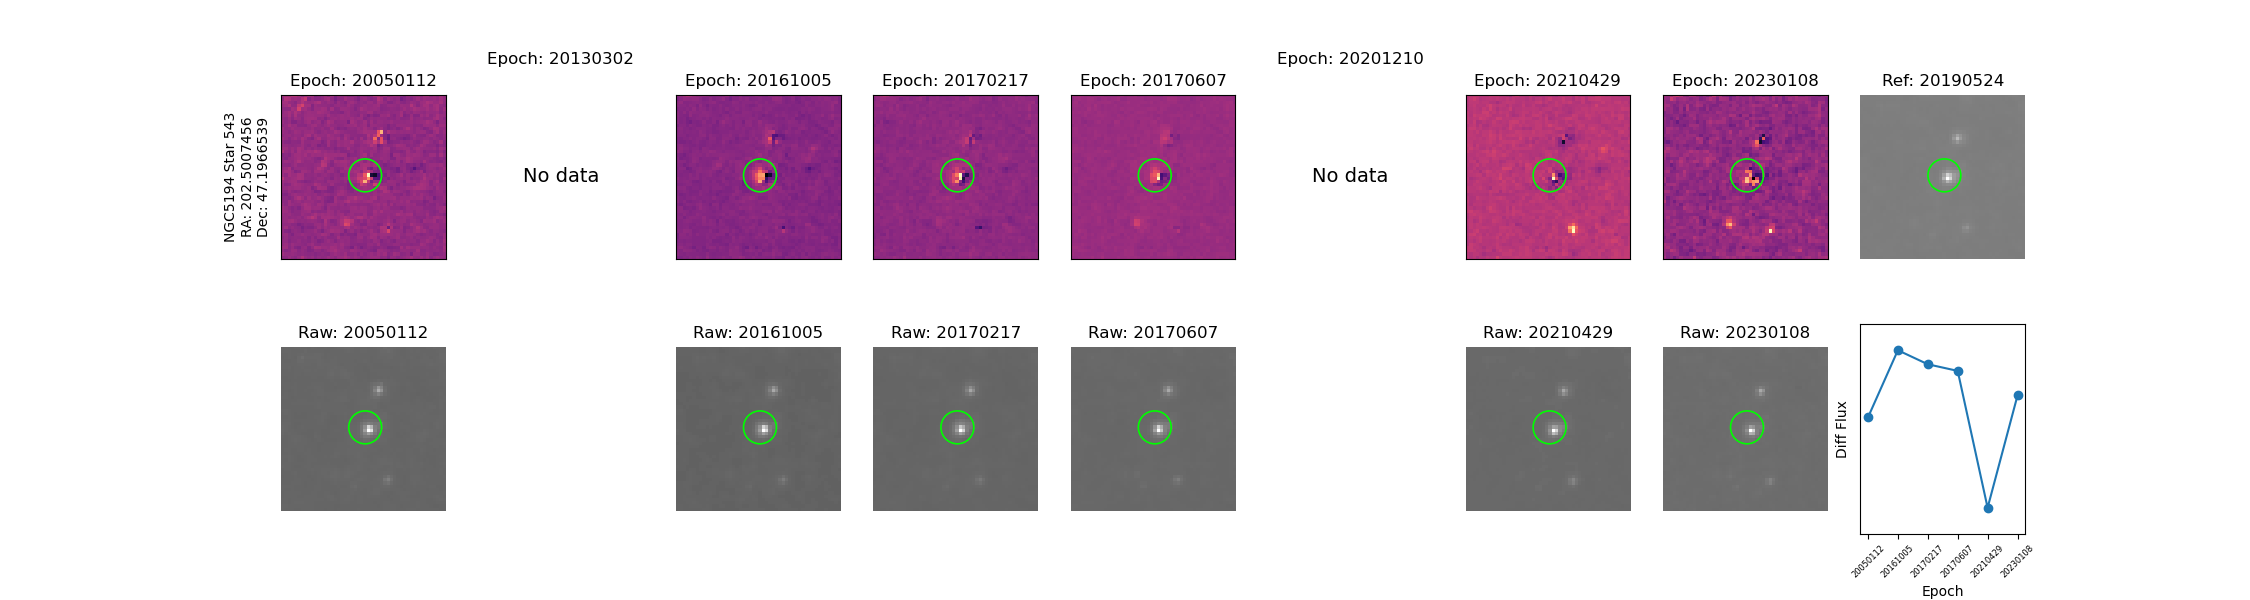 Epoch: 20130302
Epoch: 20201210
Epoch: 20050112
Epoch: 20161005
Epoch: 20170217
Epoch: 20170607
Epoch: 20210429
Epoch: 20230108
Ref: 20190524
NGC5194 Star 543
RA: 202.5007456
Dec: 47.1966539
No data
No data
Raw: 20050112
Raw: 20161005
Raw: 20170217
Raw: 20170607
Raw: 20210429
Raw: 20230108
Diff Flux
20050112
20161005
20170217
20170607
20210429
20230108
Epoch